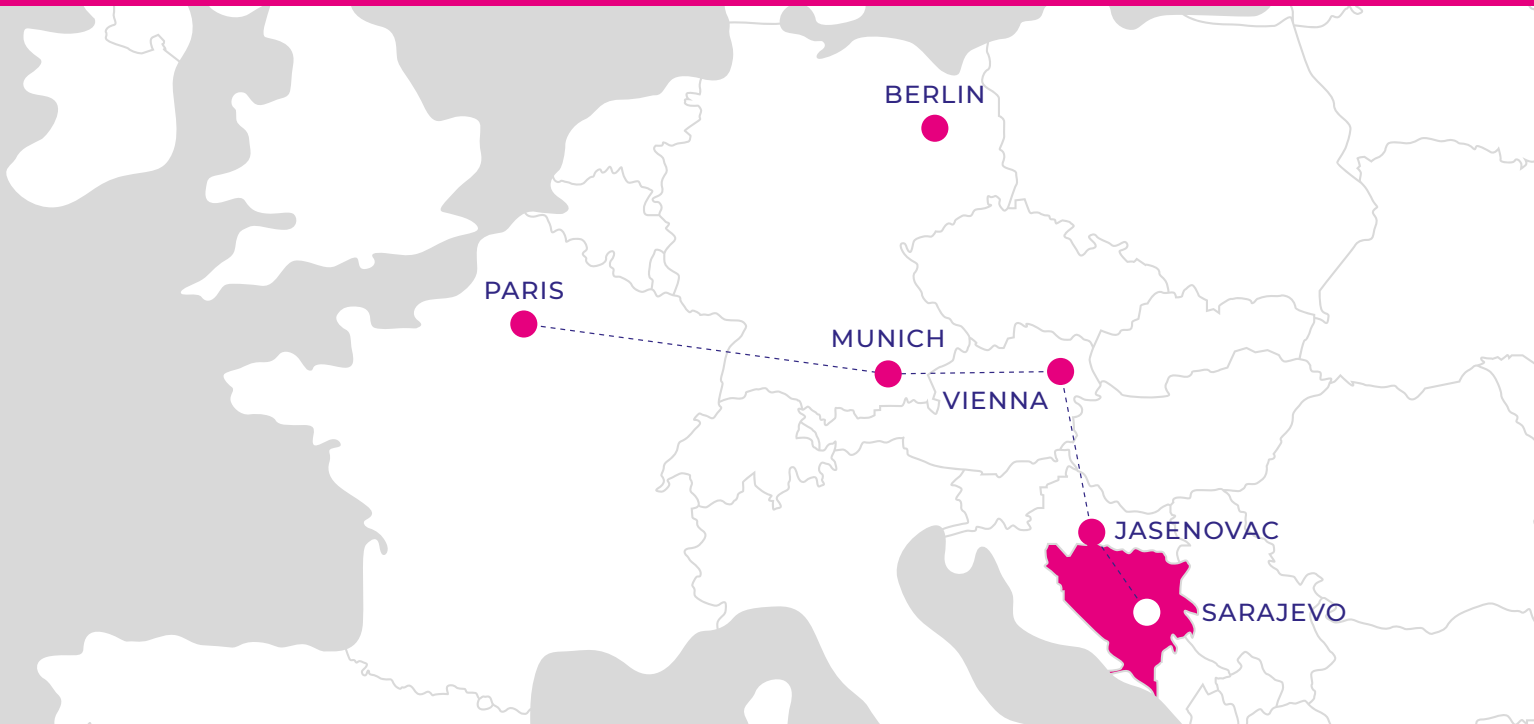 BERLIN
PARIS
MUNICH
VIENNA
JASENOVAC
SARAJEVO